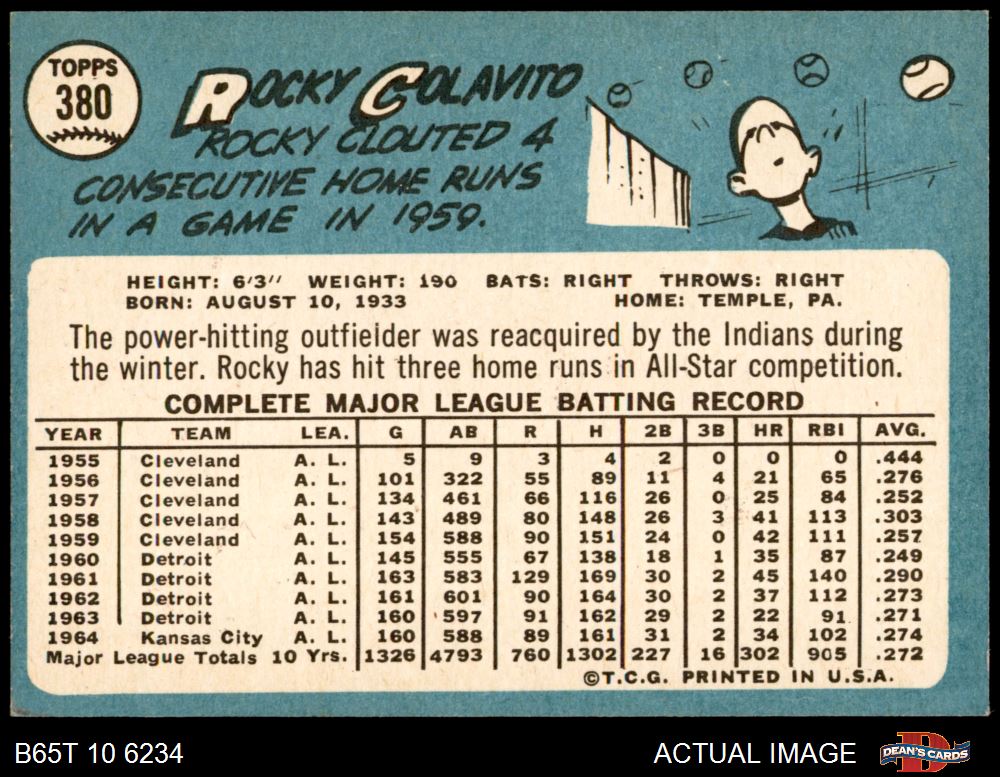 TOPPS
380
ROCKY COLAVITO
ROCKY CLOUTED 4
CONSECUTIVE HOME RUNS
IN A GAME IN 1959.
HEIGHT: 6'3" WEIGHT: 190 BATS: RIGHT THROWS: RIGHT
BORN: AUGUST 10, 1933 HOME: TEMPLE, PA.
The power-hitting outfielder was reacquired by the Indians during
the winter. Rocky has hit three home runs in All-Star competition.
COMPLETE MAJOR LEAGUE BATTING RECORD
YEAR TEAM LEA. G AB R H 2B 3B HR RBI AVG.
1955 Cleveland A. L. 5 9 3 4 2 0 0 0 .444
1956 Cleveland A. L. 101 322 55 89 11 4 21 65 .276
1957 Cleveland A. L. 134 461 66 116 26 0 25 84 .252
1958 Cleveland A. L. 143 489 80 148 26 3 41 113 .303
1959 Cleveland A. L. 154 588 90 151 24 0 42 111 .257
1960 Detroit A. L. 145 555 67 138 18 1 35 87 .249
1961 Detroit A. L. 163 583 129 169 30 2 45 140 .290
1962 Detroit A. L. 161 601 90 164 30 2 37 112 .273
1963 Detroit A. L. 160 597 91 162 29 2 22 91 .271
1964 Kansas City A. L. 160 588 89 161 31 2 34 102 .274
Major League Totals 10 Yrs. 1326 4793 760 1302 227 16 302 905 .272
©T.C.G. PRINTED IN U.S.A.
B65T 10 6234 ACTUAL IMAGE DEAN'S CARDS